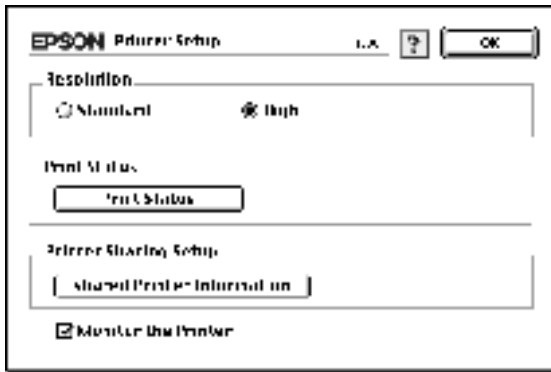 EPSON Printer Setup ? OK
Resolution
Standard High
Print Status
Print Status
Printer Sharing Setup
Shared Printer Information
Monitor the Printer